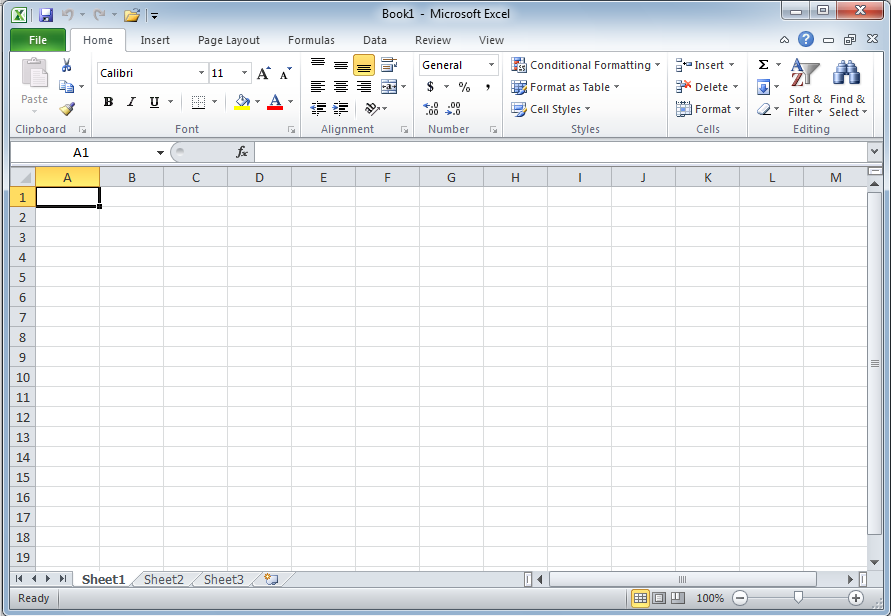 Book1 - Microsoft Excel
File Home Insert Page Layout Formulas Data Review View
Paste
Clipboard
Calibri 11
B I U A
Font
Alignment
General
$ % ,
Number
Conditional Formatting
Format as Table
Cell Styles
Styles
Insert
Delete
Format
Cells
Σ
Sort & Filter
Find & Select
Editing
A1 fx
A B C D E F G H I J K L M
1
2
3
4
5
6
7
8
9
10
11
12
13
14
15
16
17
18
19
Sheet1 Sheet2 Sheet3
Ready 100%